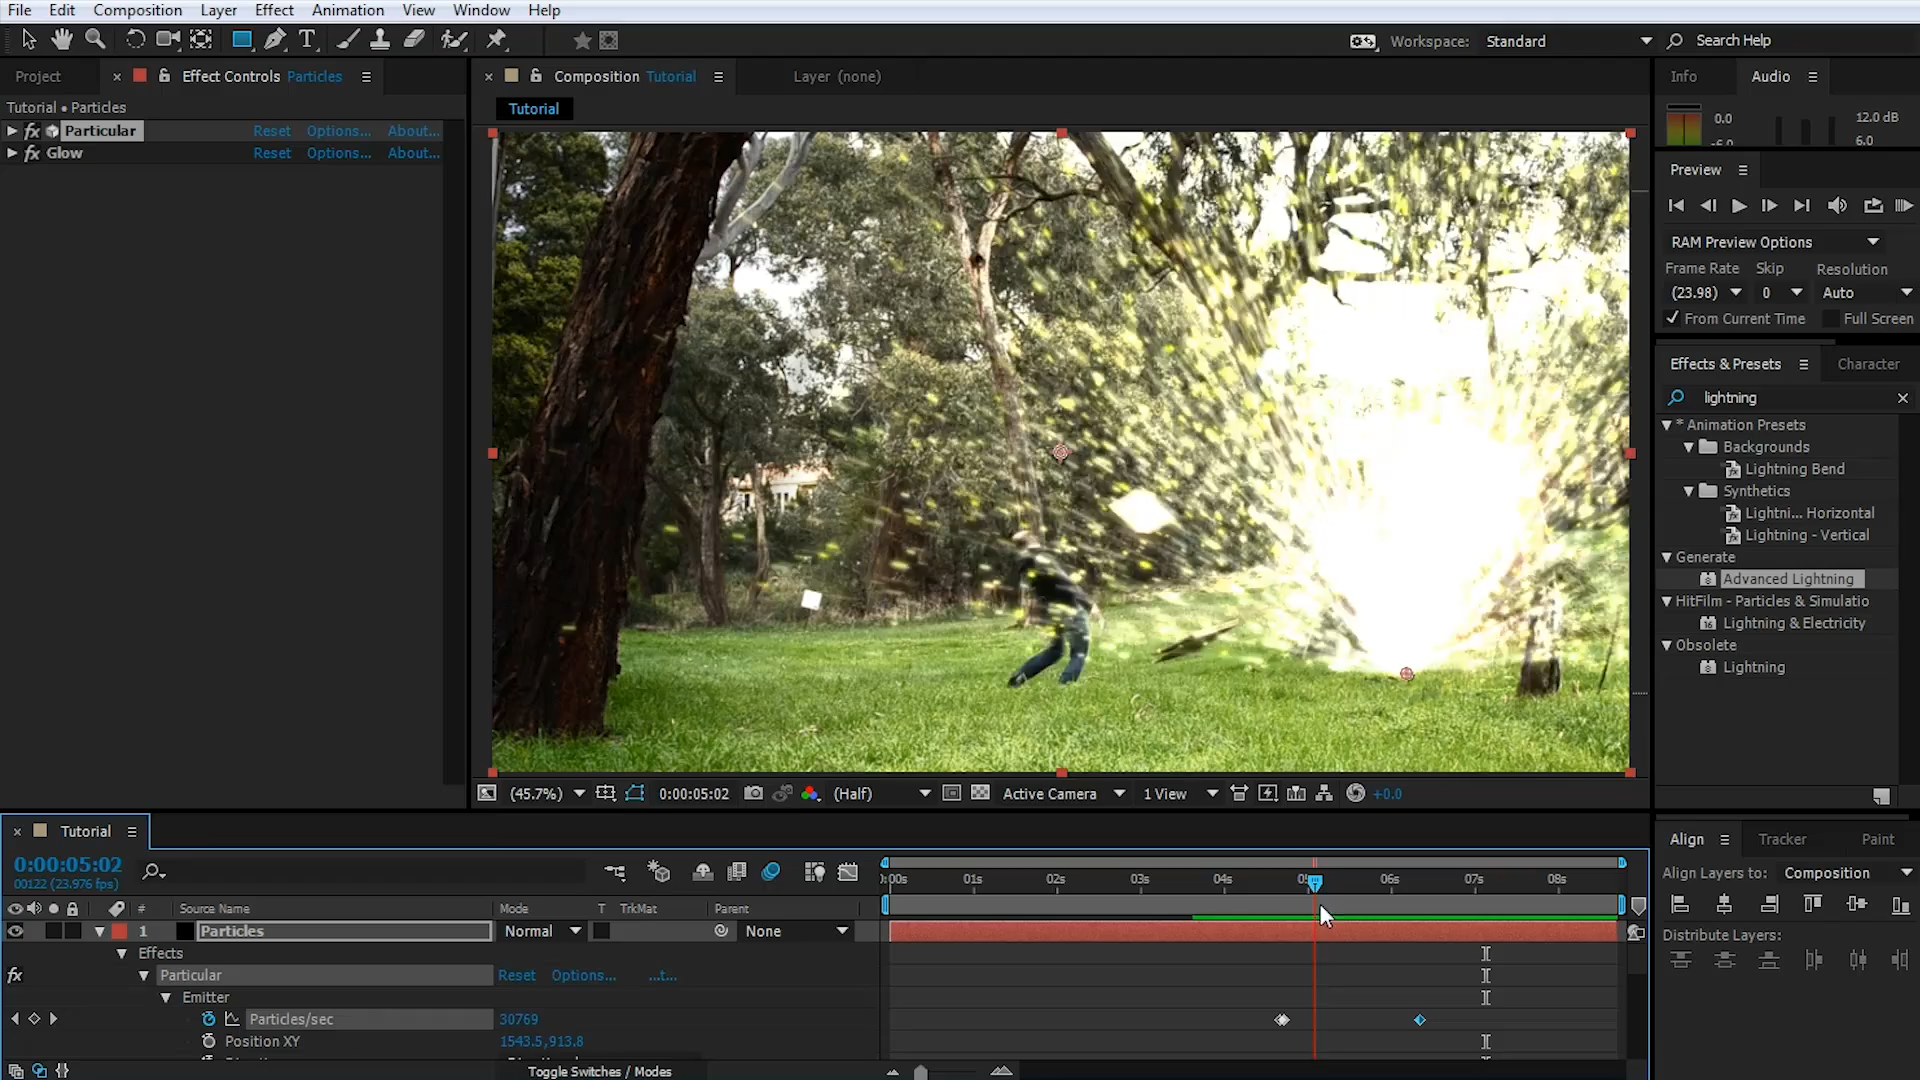 File Edit Composition Layer Effect Animation View Window Help
Workspace: Standard Search Help
Project Effect Controls Particles Composition Tutorial Layer (none) Info Audio
Tutorial • Particles
Tutorial
0.0 12.0 dB
-6.0 6.0
fx Particular Reset Options... About...
fx Glow Reset Options... About...
Preview
RAM Preview Options
Frame Rate Skip Resolution
(23.98) 0 Auto
From Current Time Full Screen
Effects & Presets Character
lightning
* Animation Presets
Backgrounds
Lightning Bend
Synthetics
Lightni... Horizontal
Lightning - Vertical
Generate
Advanced Lightning
HitFilm - Particles & Simulatio
Lightning & Electricity
Obsolete
Lightning
(45.7%) 0:00:05:02 (Half) Active Camera 1 View +0.0
Tutorial
0:00:05:02
00122 (23.976 fps)
:00s 01s 02s 03s 04s 06s 07s 08s
# Source Name Mode T TrkMat Parent
1 Particles Normal None
Effects
fx Particular Reset Options... ...t...
Emitter
Particles/sec 30769
Position XY 1543.5,913.8
Toggle Switches / Modes
Align Tracker Paint
Align Layers to: Composition
Distribute Layers: